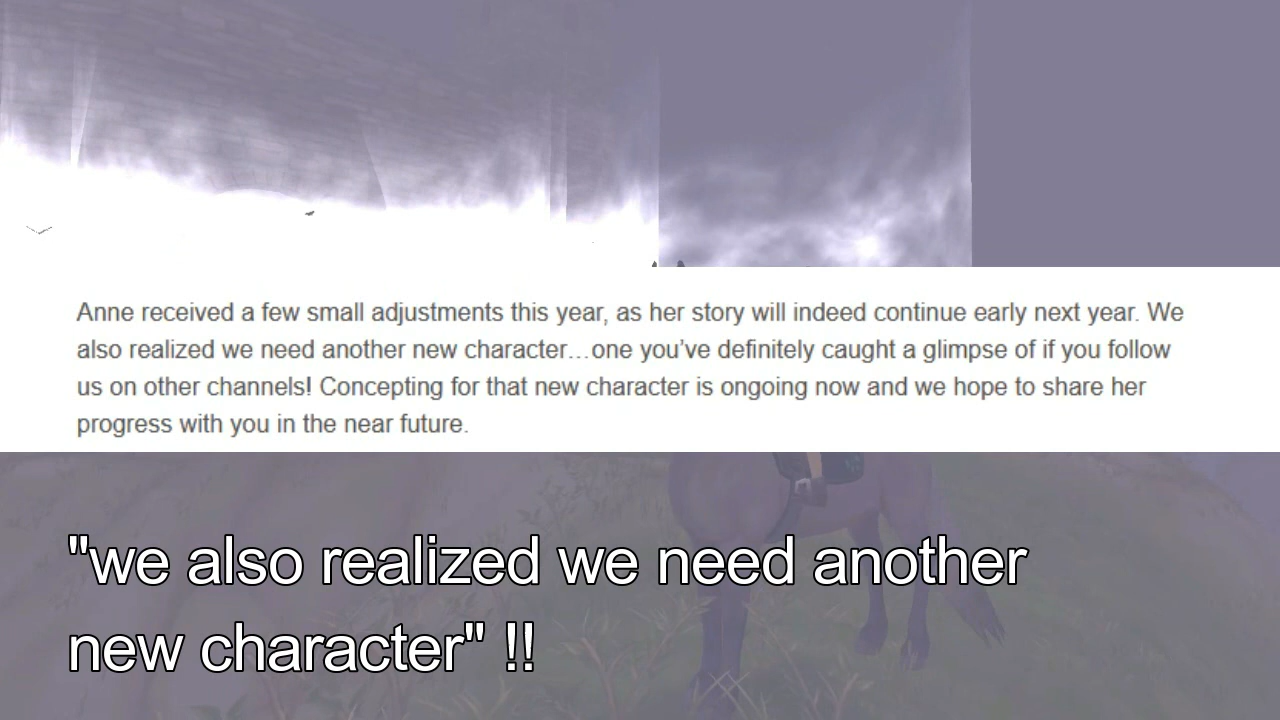 Anne received a few small adjustments this year, as her story will indeed continue early next year. We
also realized we need another new character…one you’ve definitely caught a glimpse of if you follow
us on other channels! Concepting for that new character is ongoing now and we hope to share her
progress with you in the near future.
"we also realized we need another
new character" !!